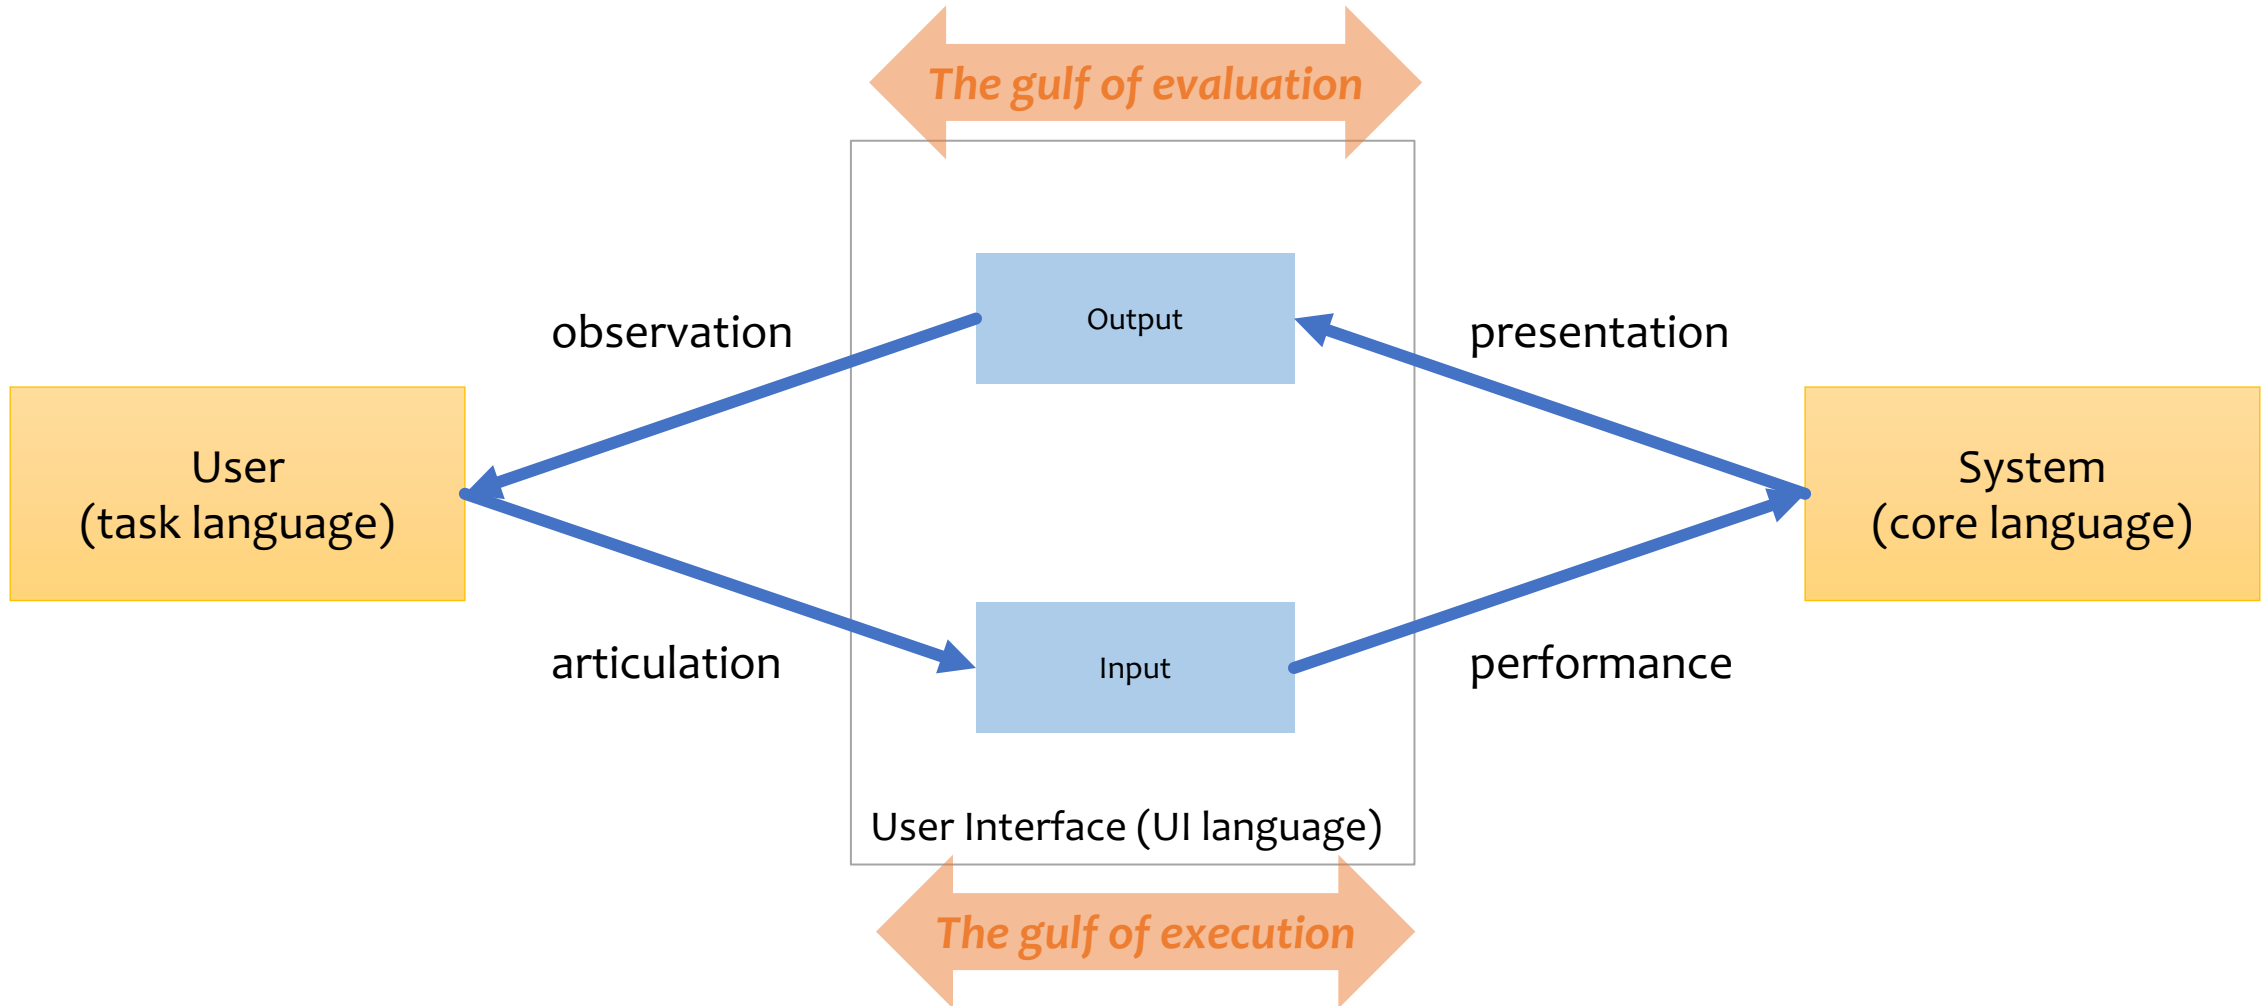 The gulf of evaluation
Output
observation
presentation
User
(task language)
System
(core language)
articulation
Input
performance
User Interface (UI language)
The gulf of execution